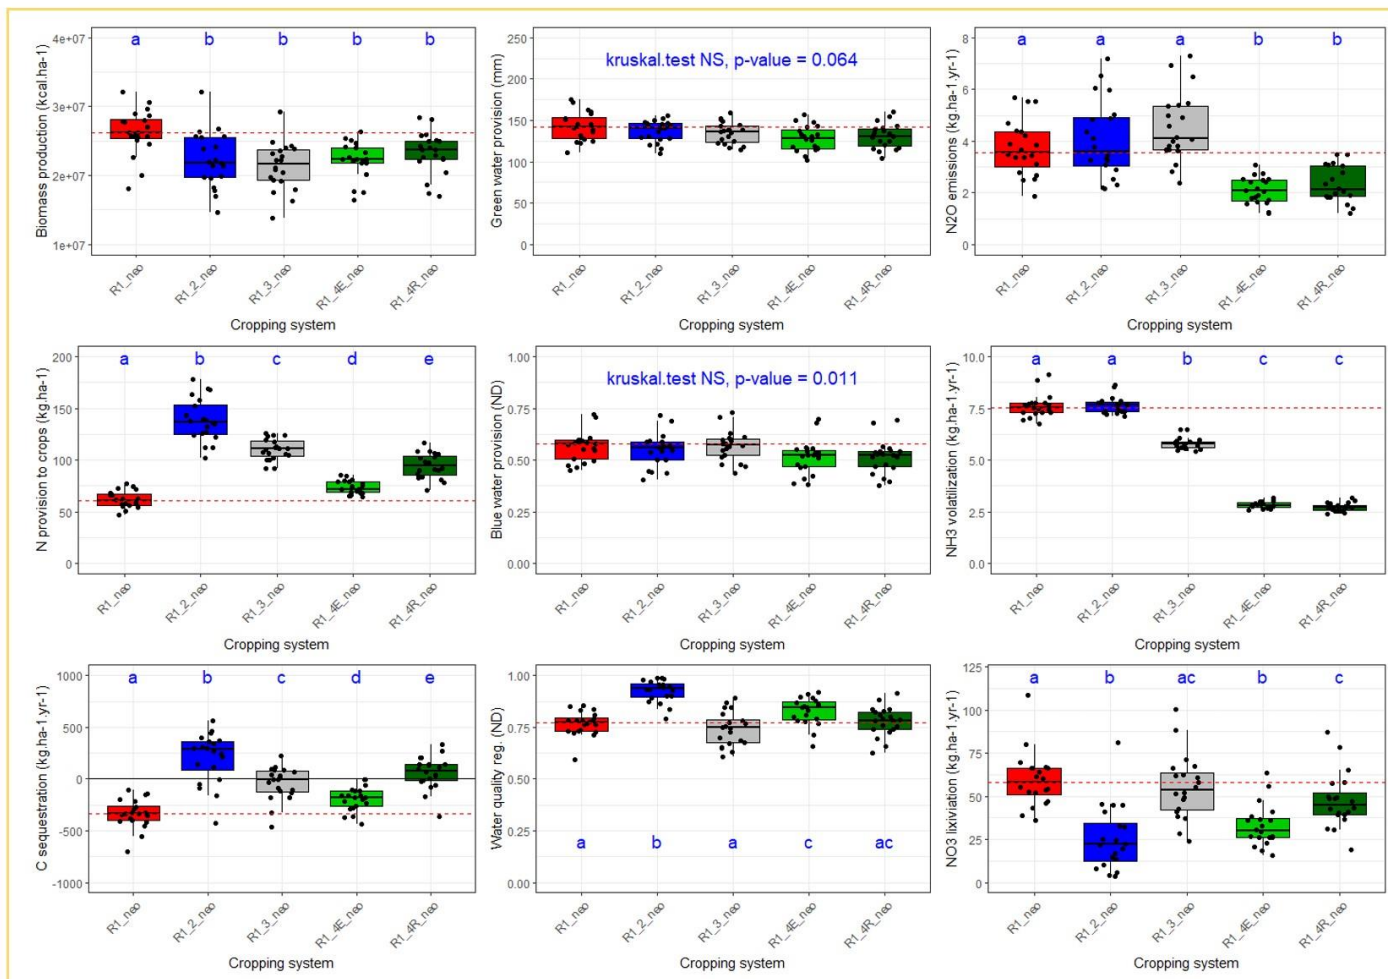 Biomass production (kcal.ha-1)
4e+07
3e+07
2e+07
1e+07
a b b b b
R1_neo R1_2_neo R1_3_neo R1_4E_neo R1_4R_neo
Cropping system
Green water provision (mm)
250
200
150
100
50
0
kruskal.test NS, p-value = 0.064
R1_neo R1_2_neo R1_3_neo R1_4E_neo R1_4R_neo
Cropping system
N2O emissions (kg.ha-1.yr-1)
8
6
4
2
0
a a a b b
R1_neo R1_2_neo R1_3_neo R1_4E_neo R1_4R_neo
Cropping system
N provision to crops (kg.ha-1)
200
150
100
50
0
a b c d e
R1_neo R1_2_neo R1_3_neo R1_4E_neo R1_4R_neo
Cropping system
Blue water provision (ND)
1.00
0.75
0.50
0.25
0.00
kruskal.test NS, p-value = 0.011
R1_neo R1_2_neo R1_3_neo R1_4E_neo R1_4R_neo
Cropping system
NH3 volatilization (kg.ha-1.yr-1)
10.0
7.5
5.0
2.5
0.0
a a b c c
R1_neo R1_2_neo R1_3_neo R1_4E_neo R1_4R_neo
Cropping system
C sequestration (kg.ha-1.yr-1)
1000
500
0
-500
-1000
a b c d e
R1_neo R1_2_neo R1_3_neo R1_4E_neo R1_4R_neo
Cropping system
Water quality reg. (ND)
1.00
0.75
0.50
0.25
0.00
a b a c ac
R1_neo R1_2_neo R1_3_neo R1_4E_neo R1_4R_neo
Cropping system
NO3 lixiviation (kg.ha-1.yr-1)
125
100
75
50
25
0
a b ac b c
R1_neo R1_2_neo R1_3_neo R1_4E_neo R1_4R_neo
Cropping system